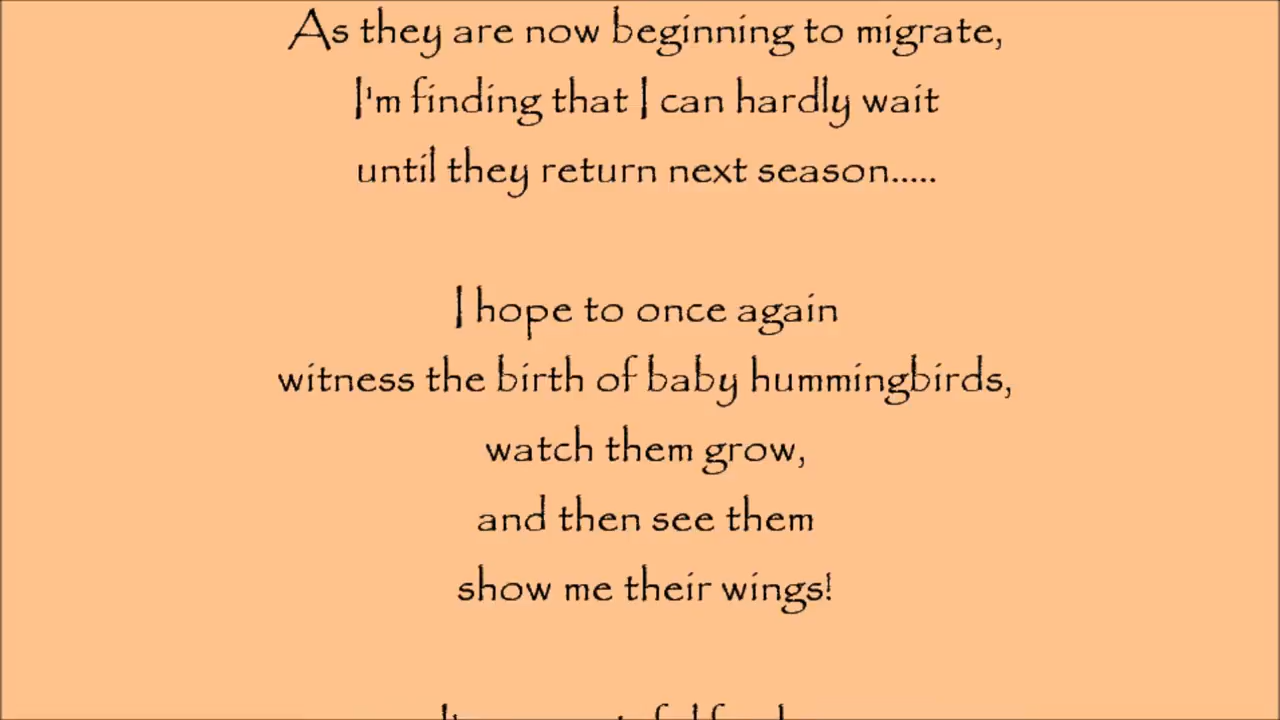 As they are now beginning to migrate,
I'm finding that I can hardly wait
until they return next season.....
I hope to once again
witness the birth of baby hummingbirds,
watch them grow,
and then see them
show me their wings!